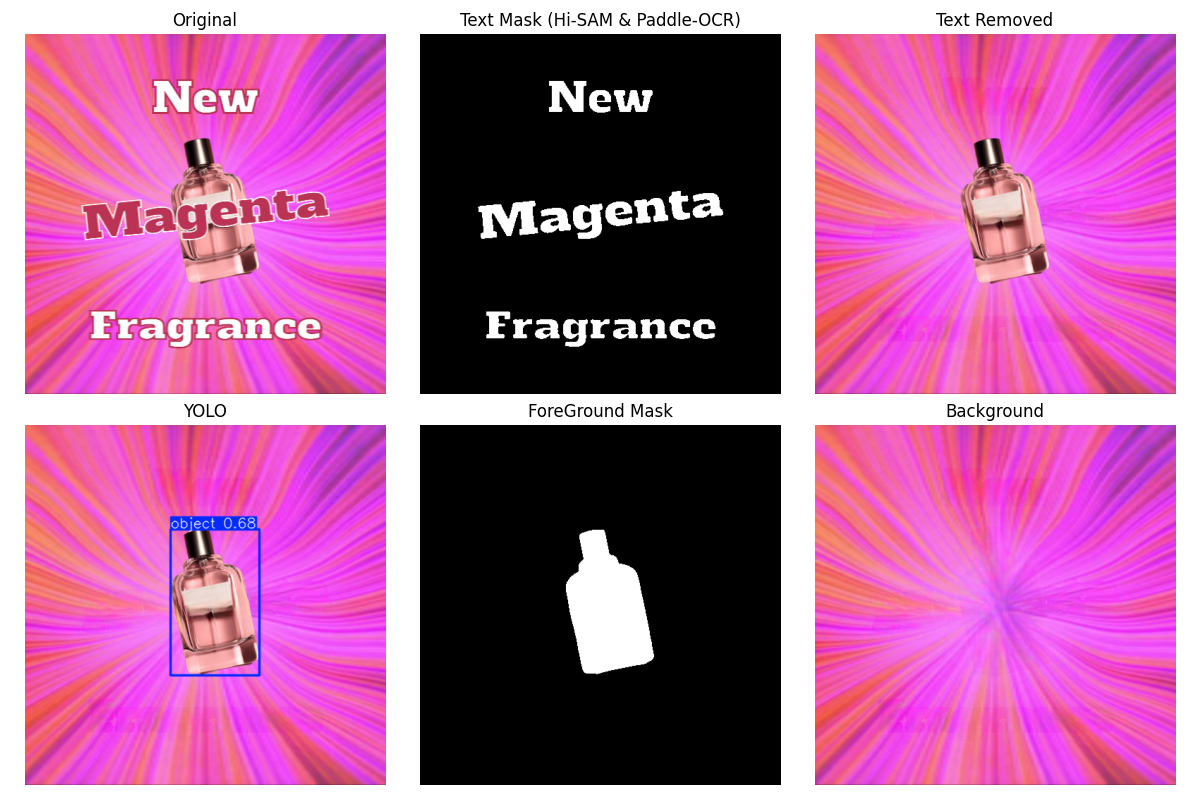 Original
Text Mask (Hi-SAM & Paddle-OCR)
Text Removed
New
Magenta
Fragrance
New
Magenta
Fragrance
YOLO
ForeGround Mask
Background
object 0.68